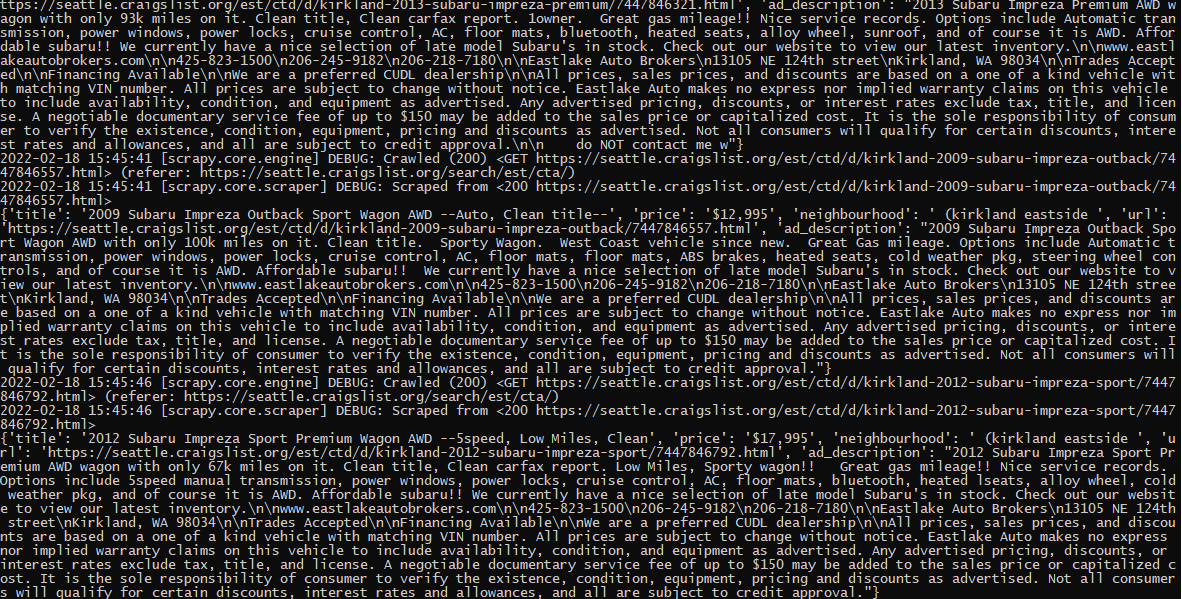 ttps://seattle.craigslist.org/est/ctd/d/kirkland-2013-subaru-impreza-premium//7447846321.html', 'ad_description': "2013 Subaru Impreza Premium AWD w
agon with only 93k miles on it. Clean title, Clean carfax report. 1owner.  Great gas mileage!! Nice service records. Options Include Automatic tran
smission, power windows, power locks, cruise control, AC, floor mats, bluetooth, heated seats, alloy wheel, sunroof, and of course it is AWD. Affor
dable subaru!! We currently have a nice selection of late model Subaru's in stock. Check out our website to view our latest inventory.\n\nwww.eastl
akeautobrokers.com\n\n425-823-1500\n206-245-9182\n206-218-7180\n\nEastlake Auto Brokers\n13105 NE 124th street\nKirkland, WA 98034\n\nTrades Accept
ed\n\nFinancing Available\n\nWe are a preferred CUDL dealership\n\nAll prices, sales prices, and discounts are based on a one of a kind vehicle wit
h matching VIN number. All prices are subject to change without notice. Eastlake Auto makes no express nor implied warranty claims on this vehicle
to include availability, condition, and equipment as advertised. Any advertised pricing, discounts, or interest rates exclude tax, title, and licen
se. A negotiable documentary service fee of up to $150 may be added to the sales price or capitalized cost. It is the sole responsibility of consum
er to verify the existence, condition, equipment, pricing and discounts as advertised. Not all consumers will qualify for certain discounts, intere
st rates and allowances, and all are subject to credit approval.\n\n    do NOT contact me w"}
2022-02-18 15:45:41 [scrapy.core.engine] DEBUG: Crawled (200) <GET https://seattle.craigslist.org/est/ctd/d/kirkland-2009-subaru-impreza-outback/74
47846557.html> (referer: https://seattle.craigslist.org/search/est/cta/)
2022-02-18 15:45:41 [scrapy.core.scraper] DEBUG: Scraped from <200 https://seattle.craigslist.org/est/ctd/d/kirkland-2009-subaru-impreza-outback/74
47846557.html>
{'title': '2009 Subaru Impreza Outback Sport Wagon AWD --Auto, Clean title--', 'price': '$12,995', 'neighbourhood': ' (kirkland eastside ', 'url':
'https://seattle.craigslist.org/est/ctd/d/kirkland-2009-subaru-impreza-outback/7447846557.html', 'ad_description': "2009 Subaru Impreza Outback Spo
rt Wagon AWD with only 100k miles on it. Clean title.  Sporty Wagon.  West Coast vehicle since new.  Great Gas mileage. Options include Automatic t
ransmission, power windows, power locks, cruise control, AC, floor mats, floor mats, ABS brakes, heated seats, cold weather pkg, steering wheel con
trols, and of course it is AWD. Affordable subaru!!  We currently have a nice selection of late model Subaru's in stock. Check out our website to v
iew our latest inventory.\n\nwww.eastlakeautobrokers.com\n\n425-823-1500\n206-245-9182\n206-218-7180\n\nEastlake Auto Brokers\n13105 NE 124th stree
t\nKirkland, WA 98034\n\nTrades Accepted\n\nFinancing Available\n\nWe are a preferred CUDL dealership\n\nAll prices, sales prices, and discounts ar
e based on a one of a kind vehicle with matching VIN number. All prices are subject to change without notice. Eastlake Auto makes no express nor im
plied warranty claims on this vehicle to include availability, condition, and equipment as advertised. Any advertised pricing, discounts, or intere
st rates exclude tax, title, and license. A negotiable documentary service fee of up to $150 may be added to the sales price or capitalized cost. I
t is the sole responsibility of consumer to verify the existence, condition, equipment, pricing and discounts as advertised. Not all consumers will
 qualify for certain discounts, interest rates and allowances, and all are subject to credit approval."}
2022-02-18 15:45:46 [scrapy.core.engine] DEBUG: Crawled (200) <GET https://seattle.craigslist.org/est/ctd/d/kirkland-2012-subaru-impreza-sport/7447
846792.html> (referer: https://seattle.craigslist.org/search/est/cta/)
2022-02-18 15:45:46 [scrapy.core.scraper] DEBUG: Scraped from <200 https://seattle.craigslist.org/est/ctd/d/kirkland-2012-subaru-impreza-sport/7447
846792.html>
{'title': '2012 Subaru Impreza Sport Premium Wagon AWD --5speed, Low Miles, Clean', 'price': '$17,995', 'neighbourhood': ' (kirkland eastside ', 'u
rl': 'https://seattle.craigslist.org/est/ctd/d/kirkland-2012-subaru-impreza-sport/7447846792.html', 'ad_description': "2012 Subaru Impreza Sport Pr
emium AWD wagon with only 67k miles on it. Clean title, Clean carfax report. Low Miles, Sporty wagon!!   Great gas mileage!! Nice service records.
Options include 5speed manual transmission, power windows, power locks, cruise control, AC, floor mats, bluetooth, heated lseats, alloy wheel, cold
 weather pkg, and of course it is AWD. Affordable subaru!! We currently have a nice selection of late model Subaru's in stock. Check out our websit
e to view our latest inventory.\n\nwww.eastlakeautobrokers.com\n\n425-823-1500\n206-245-9182\n206-218-7180\n\nEastlake Auto Brokers\n13105 NE 124th
 street\nKirkland, WA 98034\n\nTrades Accepted\n\nFinancing Available\n\nWe are a preferred CUDL dealership\n\nAll prices, sales prices, and discou
nts are based on a one of a kind vehicle with matching VIN number. All prices are subject to change without notice. Eastlake Auto makes no express
nor implied warranty claims on this vehicle to include availability, condition, and equipment as advertised. Any advertised pricing, discounts, or
interest rates exclude tax, title, and license. A negotiable documentary service fee of up to $150 may be added to the sales price or capitalized c
ost. It is the sole responsibility of consumer to verify the existence, condition, equipment, pricing and discounts as advertised. Not all consumer
s will qualify for certain discounts, interest rates and allowances, and all are subject to credit approval."}